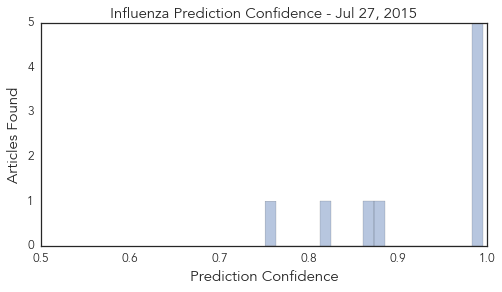 Influenza Prediction Confidence - Jul 27, 2015
Articles Found
5
4
3
2
1
0
0.5 0.6 0.7 0.8 0.9 1.0
Prediction Confidence